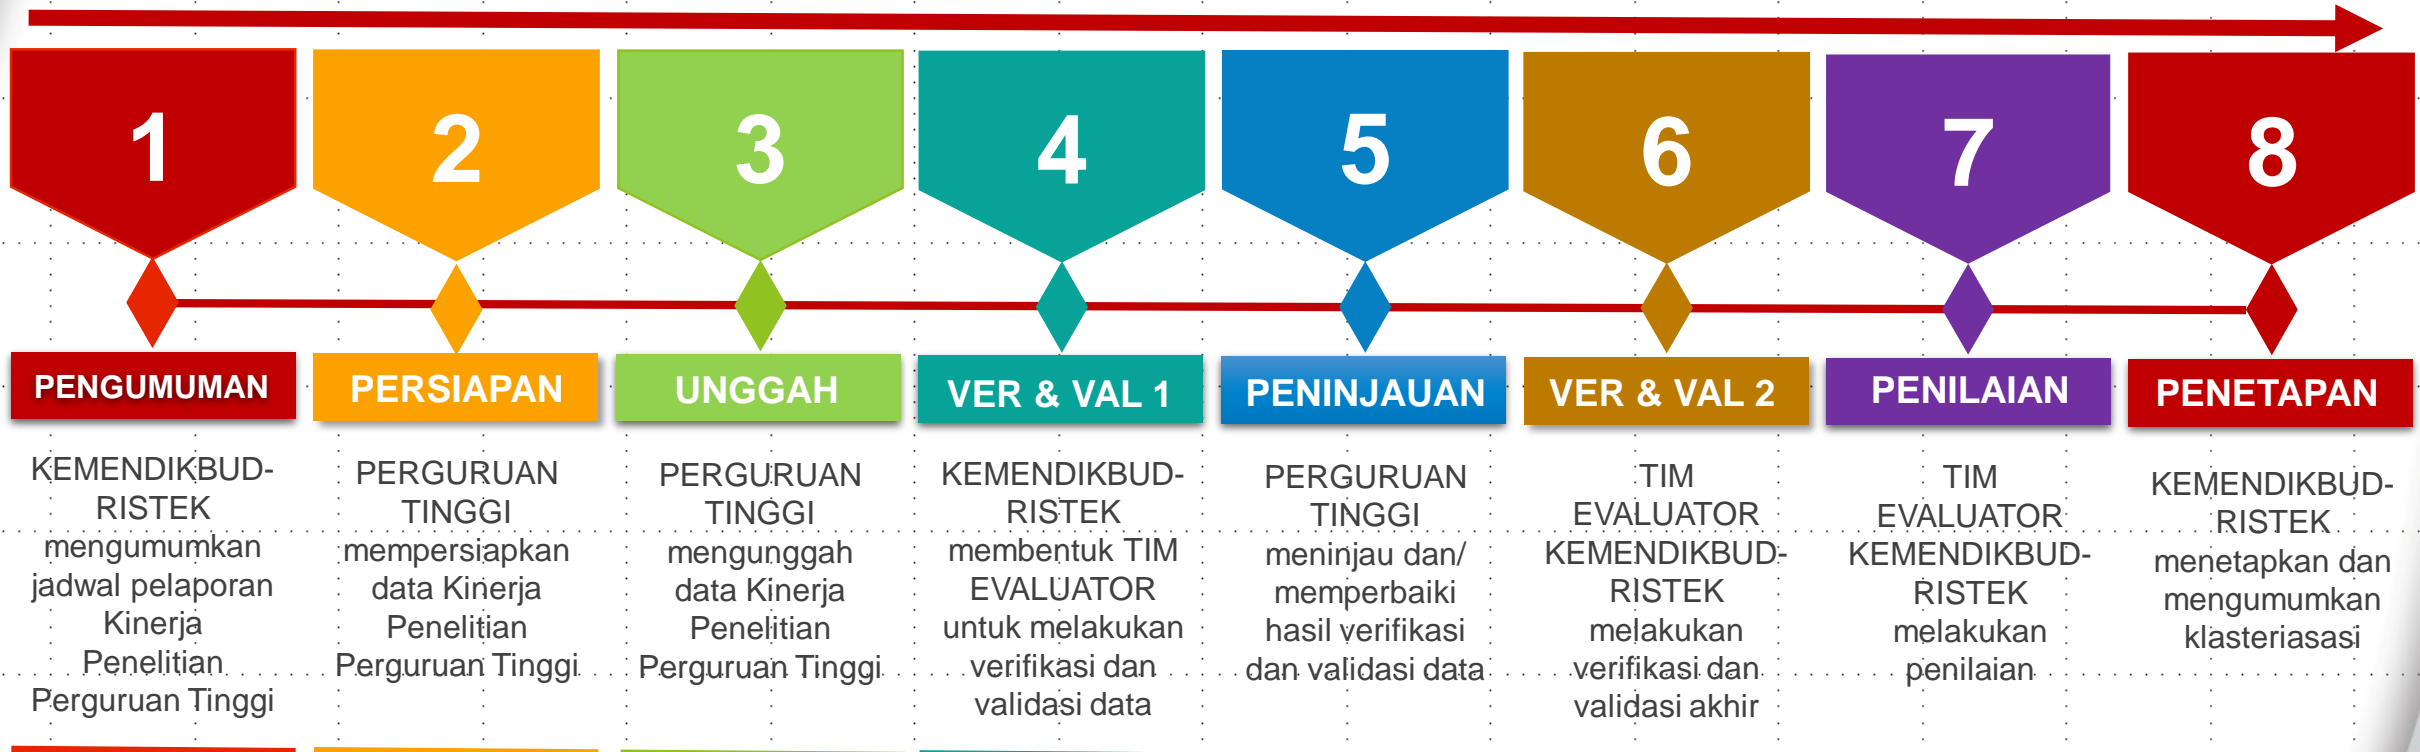 1
2
3
4
5
6
7
8
PENGUMUMAN
PERSIAPAN
UNGGAH
VER & VAL 1
PENINJAUAN
VER & VAL 2
PENILAIAN
PENETAPAN
KEMENDIKBUD-
RISTEK
mengumumkan
jadwal pelaporan
Kinerja
Penelitian
Perguruan Tinggi
PERGURUAN
TINGGI
mempersiapkan
data Kinerja
Penelitian
Perguruan Tinggi
PERGURUAN
TINGGI
mengunggah
data Kinerja
Penelitian
Perguruan Tinggi
KEMENDIKBUD-
RISTEK
membentuk TIM
EVALUATOR
untuk melakukan
verifikasi dan
validasi data
PERGURUAN
TINGGI
meninjau dan/
memperbaiki
hasil verifikasi
dan validasi data
TIM
EVALUATOR
KEMENDIKBUD-
RISTEK
melakukan
verifikasi dan
validasi akhir
TIM
EVALUATOR
KEMENDIKBUD-
RISTEK
melakukan
penilaian
KEMENDIKBUD-
RISTEK
menetapkan dan
mengumumkan
klasteriasasi